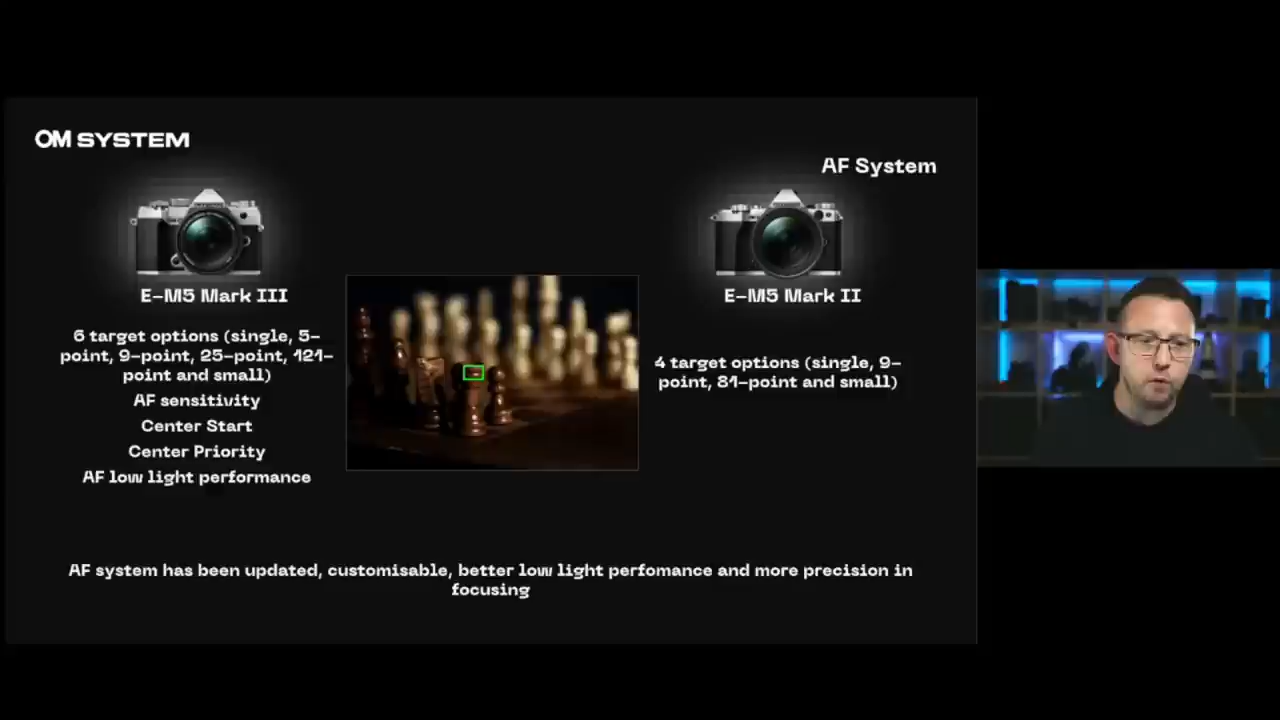 OM SYSTEM
AF System
E-M5 Mark III
6 target options (single, 5-
point, 9-point, 25-point, 121-
point and small)
AF sensitivity
Center Start
Center Priority
AF low light performance
E-M5 Mark II
4 target options (single, 9-
point, 81-point and small)
AF system has been updated, customisable, better low light perfomance and more precision in
focusing